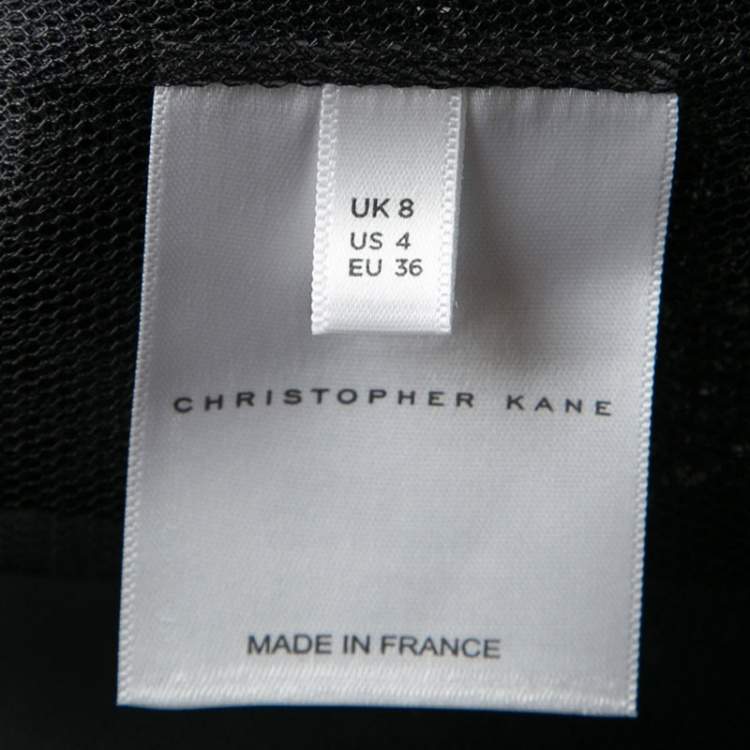 UK 8
US 4
EU 36
CHRISTOPHER KANE
MADE IN FRANCE